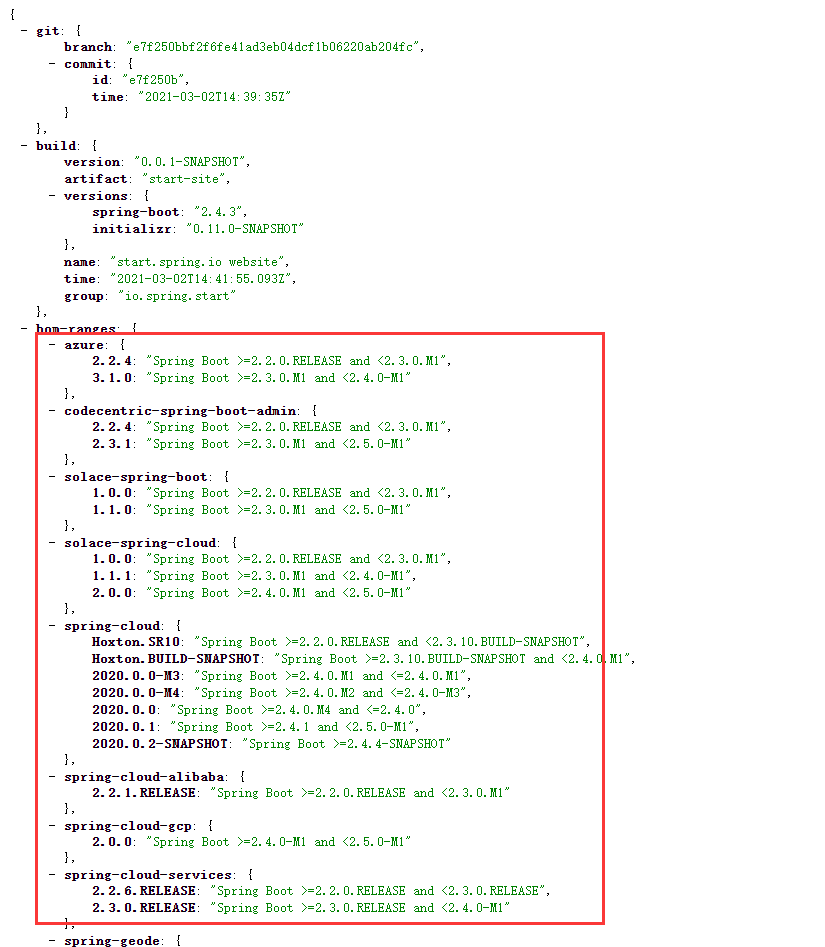 {
- git: {
branch: "e7f250bbf2f6fe41ad3eb04dcf1b06220ab204fc",
- commit: {
id: "e7f250b",
time: "2021-03-02T14:39:35Z"
}
},
- build: {
version: "0.0.1-SNAPSHOT",
artifact: "start-site",
- versions: {
spring-boot: "2.4.3",
initializr: "0.11.0-SNAPSHOT"
},
name: "start.spring.io website",
time: "2021-03-02T14:41:55.093Z",
group: "io.spring.start"
},
- bom-ranges: {
- azure: {
2.2.4: "Spring Boot >=2.2.0.RELEASE and <2.3.0.M1",
3.1.0: "Spring Boot >=2.3.0.M1 and <2.4.0-M1"
},
- codecentric-spring-boot-admin: {
2.2.4: "Spring Boot >=2.2.0.RELEASE and <2.3.0.M1",
2.3.1: "Spring Boot >=2.3.0.M1 and <2.5.0-M1"
},
- solace-spring-boot: {
1.0.0: "Spring Boot >=2.2.0.RELEASE and <2.3.0.M1",
1.1.0: "Spring Boot >=2.3.0.M1 and <2.5.0-M1"
},
- solace-spring-cloud: {
1.0.0: "Spring Boot >=2.2.0.RELEASE and <2.3.0.M1",
1.1.1: "Spring Boot >=2.3.0.M1 and <2.4.0-M1",
2.0.0: "Spring Boot >=2.4.0.M1 and <2.5.0-M1"
},
- spring-cloud: {
Hoxton.SR10: "Spring Boot >=2.2.0.RELEASE and <2.3.10.BUILD-SNAPSHOT",
Hoxton.BUILD-SNAPSHOT: "Spring Boot >=2.3.10.BUILD-SNAPSHOT and <2.4.0.M1",
2020.0.0-M3: "Spring Boot >=2.4.0.M1 and <=2.4.0.M1",
2020.0.0-M4: "Spring Boot >=2.4.0.M2 and <=2.4.0-M3",
2020.0.0: "Spring Boot >=2.4.0.M4 and <=2.4.0",
2020.0.1: "Spring Boot >=2.4.1 and <2.5.0-M1",
2020.0.2-SNAPSHOT: "Spring Boot >=2.4.4-SNAPSHOT"
},
- spring-cloud-alibaba: {
2.2.1.RELEASE: "Spring Boot >=2.2.0.RELEASE and <2.3.0.M1"
},
- spring-cloud-gcp: {
2.0.0: "Spring Boot >=2.4.0-M1 and <2.5.0-M1"
},
- spring-cloud-services: {
2.2.6.RELEASE: "Spring Boot >=2.2.0.RELEASE and <2.3.0.RELEASE",
2.3.0.RELEASE: "Spring Boot >=2.3.0.RELEASE and <2.4.0-M1"
},
- spring-geode: {